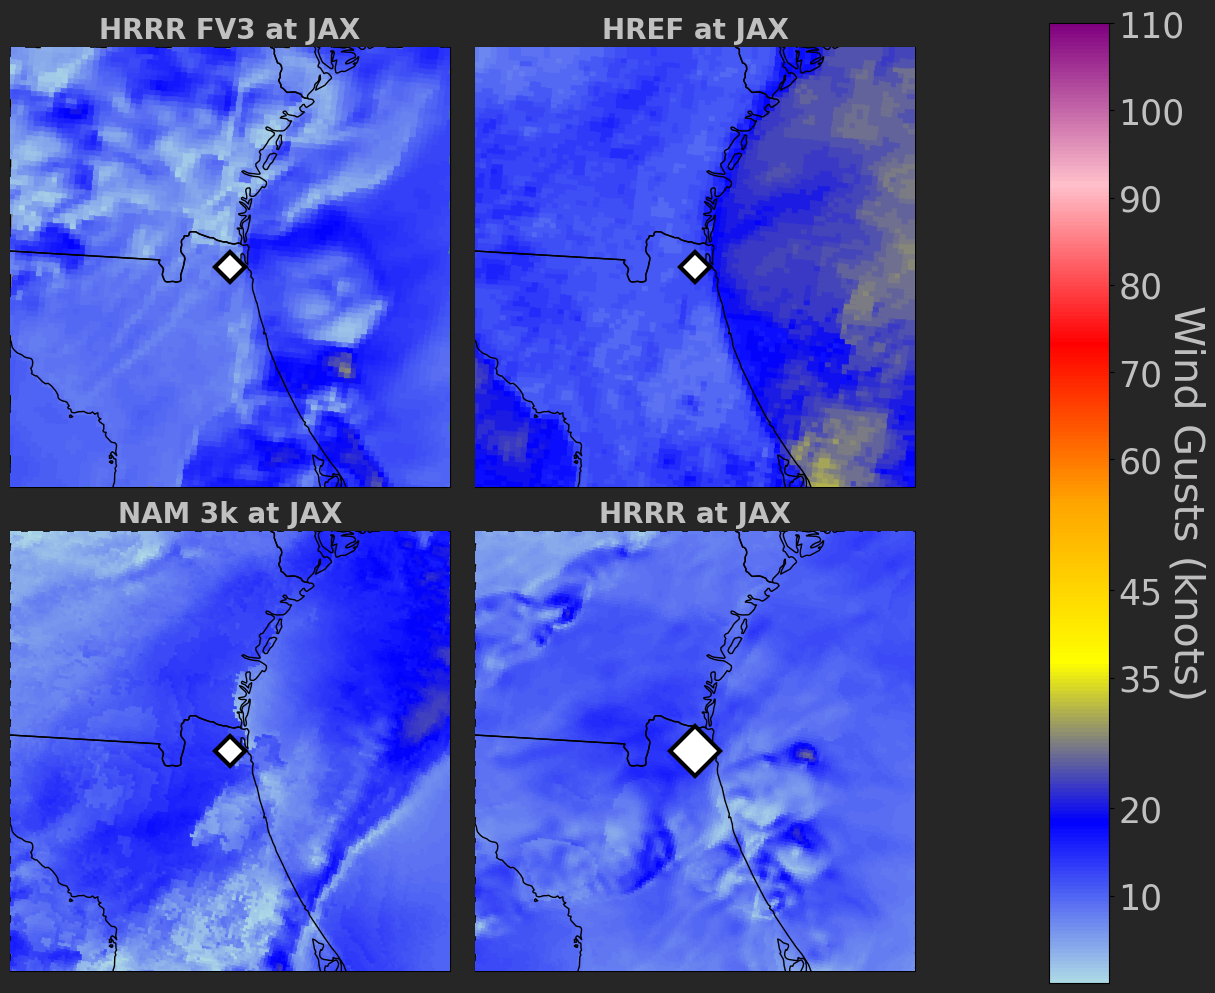 HRRR FV3 at JAX
HREF at JAX
NAM 3k at JAX
HRRR at JAX
110
100
90
80
70
60
45
35
20
10
Wind Gusts (knots)